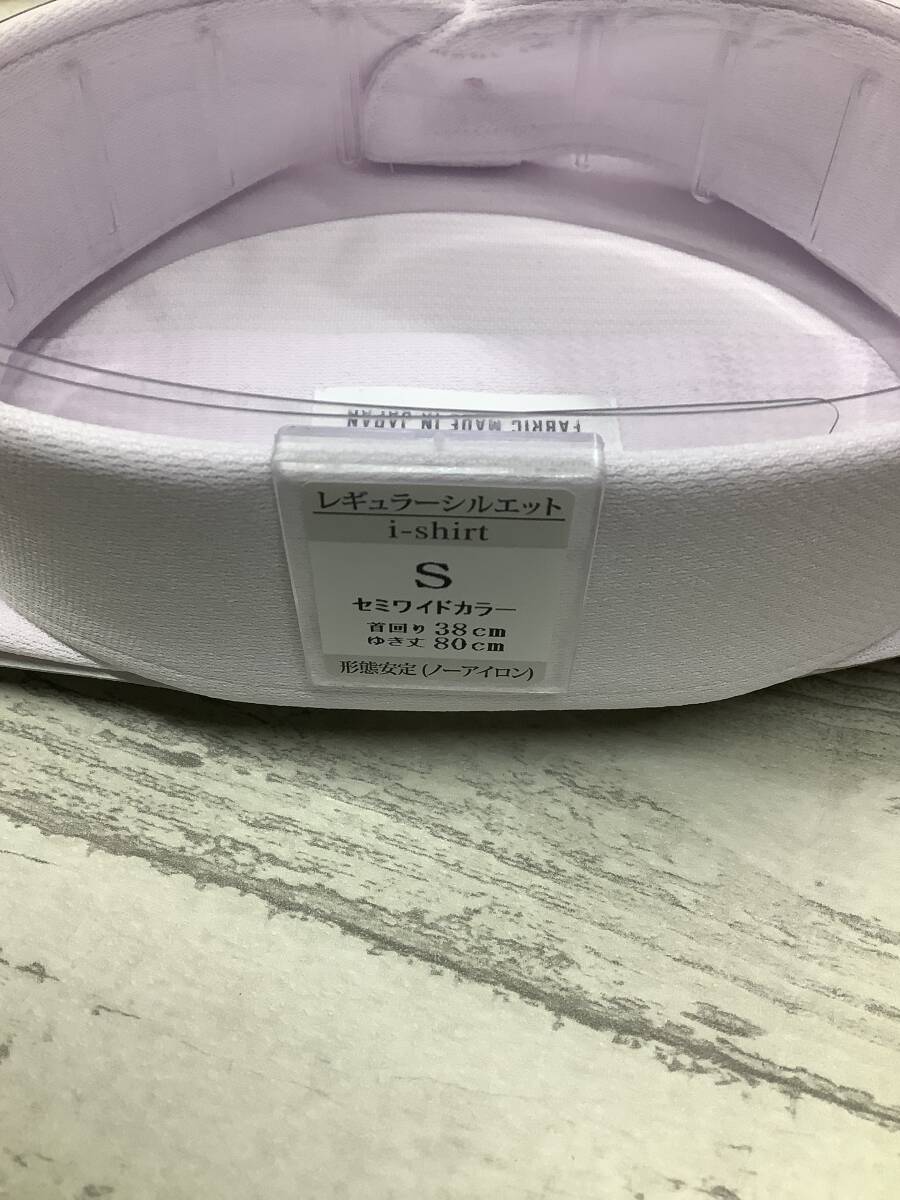 FABRIC MADE IN
JAPAN
レギュラーシルエット
i-shirt
S
セミワイドカラー
首回り 38cm
ゆき丈 80cm
形態安定(ノーアイロン)